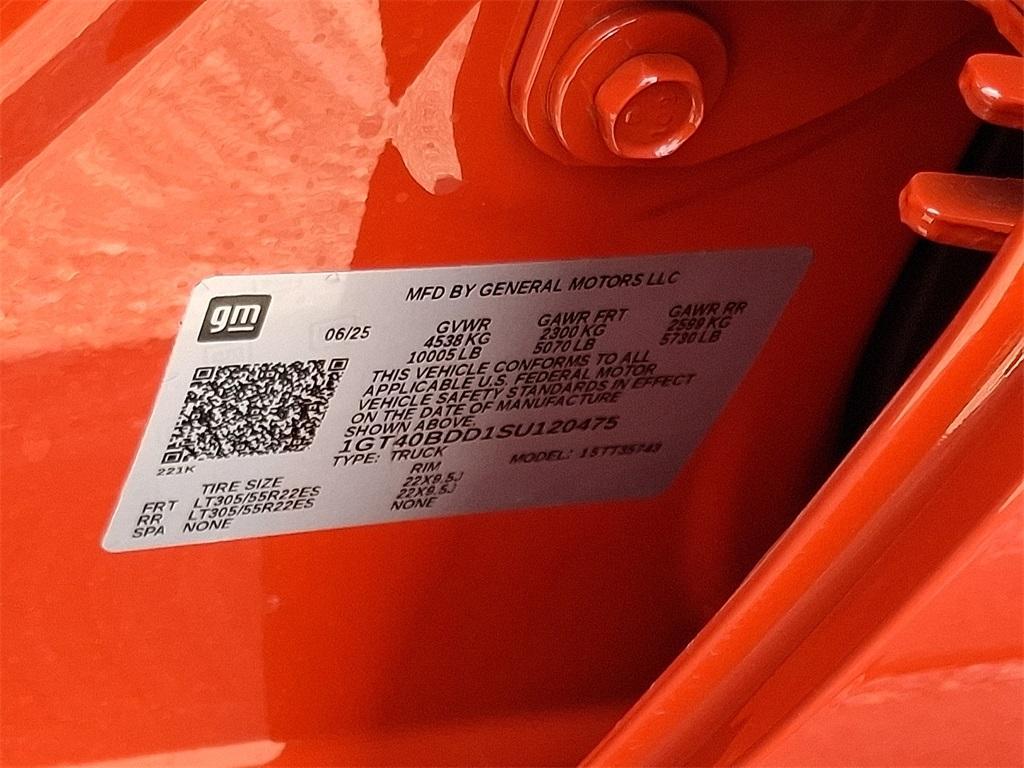 MFD BY GENERAL MOTORS LLC
gm
06/25
GVWR GAWR FRT GAWR RR
4538 KG 2300 KG 2599 KG
10005 LB 5070 LB 5730 LB
THIS VEHICLE CONFORMS TO ALL
APPLICABLE U.S. FEDERAL MOTOR
VEHICLE SAFETY STANDARDS IN EFFECT
ON THE DATE OF MANUFACTURE
SHOWN ABOVE.
1GT40BDD1SU120475
TYPE: TRUCK MODEL: 15TT35743
221K
TIRE SIZE RIM
FRT LT305/55R22ES 22X9.5J
RR LT305/55R22ES 22X9.5J
SPA NONE NONE